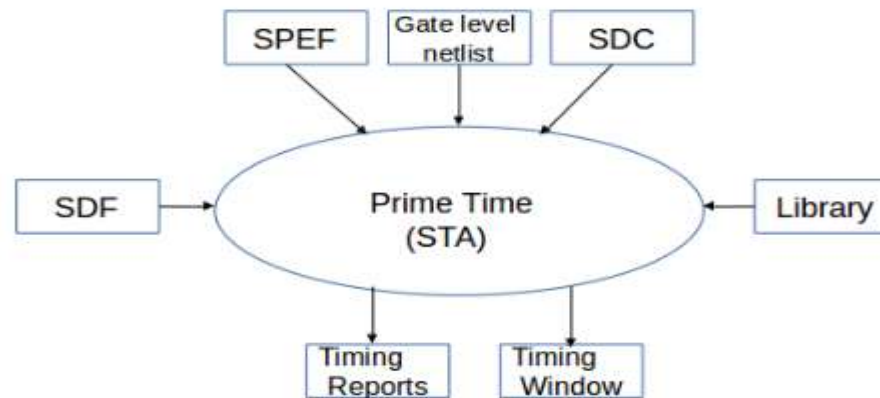 SPEF
Gate level
netlist
SDC
SDF
Prime Time
(STA)
Library
Timing
Reports
Timing
Window